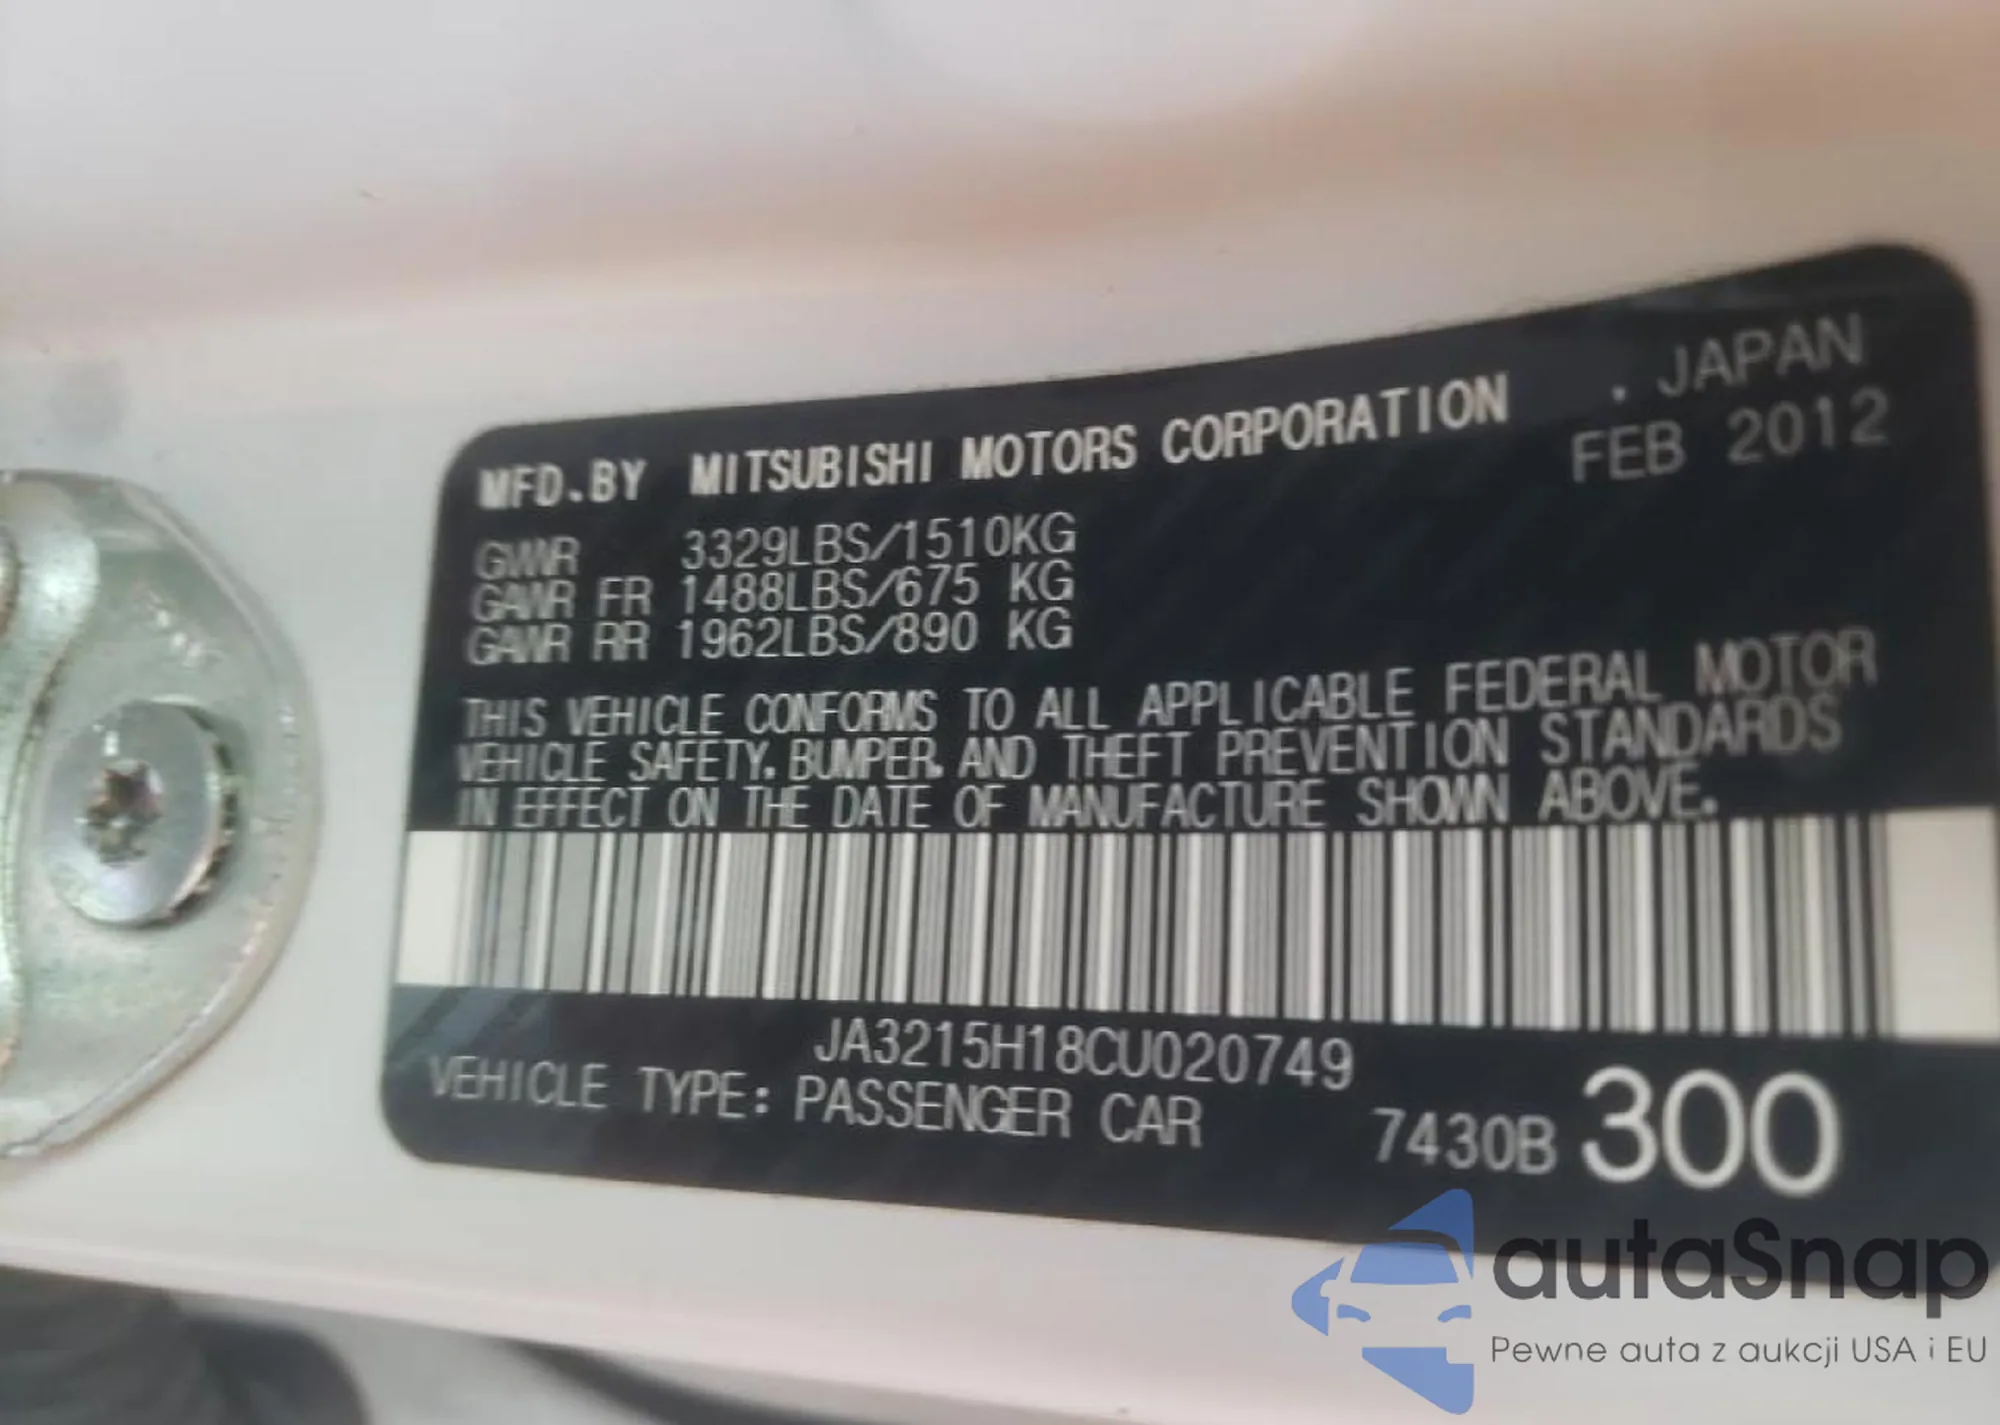 MFD.BY MITSUBISHI MOTORS CORPORATION . JAPAN
FEB 2012
GVWR 3329LBS/1510KG
GAWR FR 1488LBS/675 KG
GAWR RR 1962LBS/890 KG
THIS VEHICLE CONFORMS TO ALL APPLICABLE FEDERAL MOTOR
VEHICLE SAFETY. BUMPER. AND THEFT PREVENTION STANDARDS
IN EFFECT ON THE DATE OF MANUFACTURE SHOWN ABOVE.
JA3215H18CU020749
VEHICLE TYPE: PASSENGER CAR 7430B 300
autaSnap
Pewne auta z aukcji USA i EU